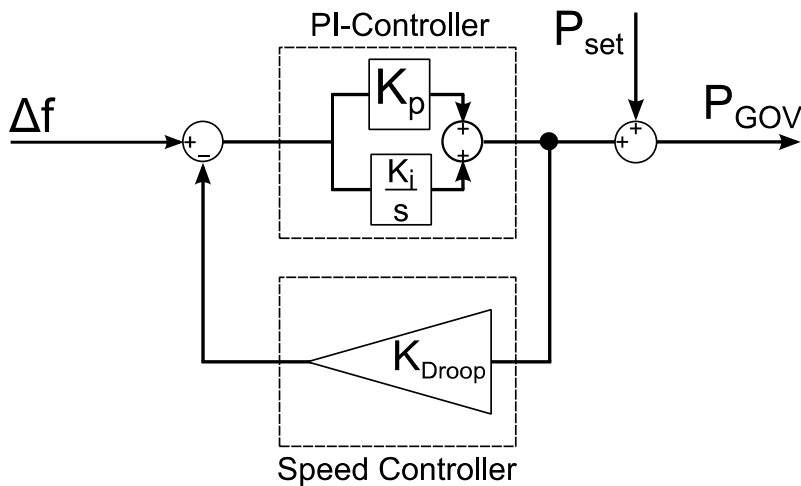 PI-Controller
P_set
Δf
K_p
P_GOV
+
−
+
+
+
+
K_i
s
K_Droop
Speed Controller